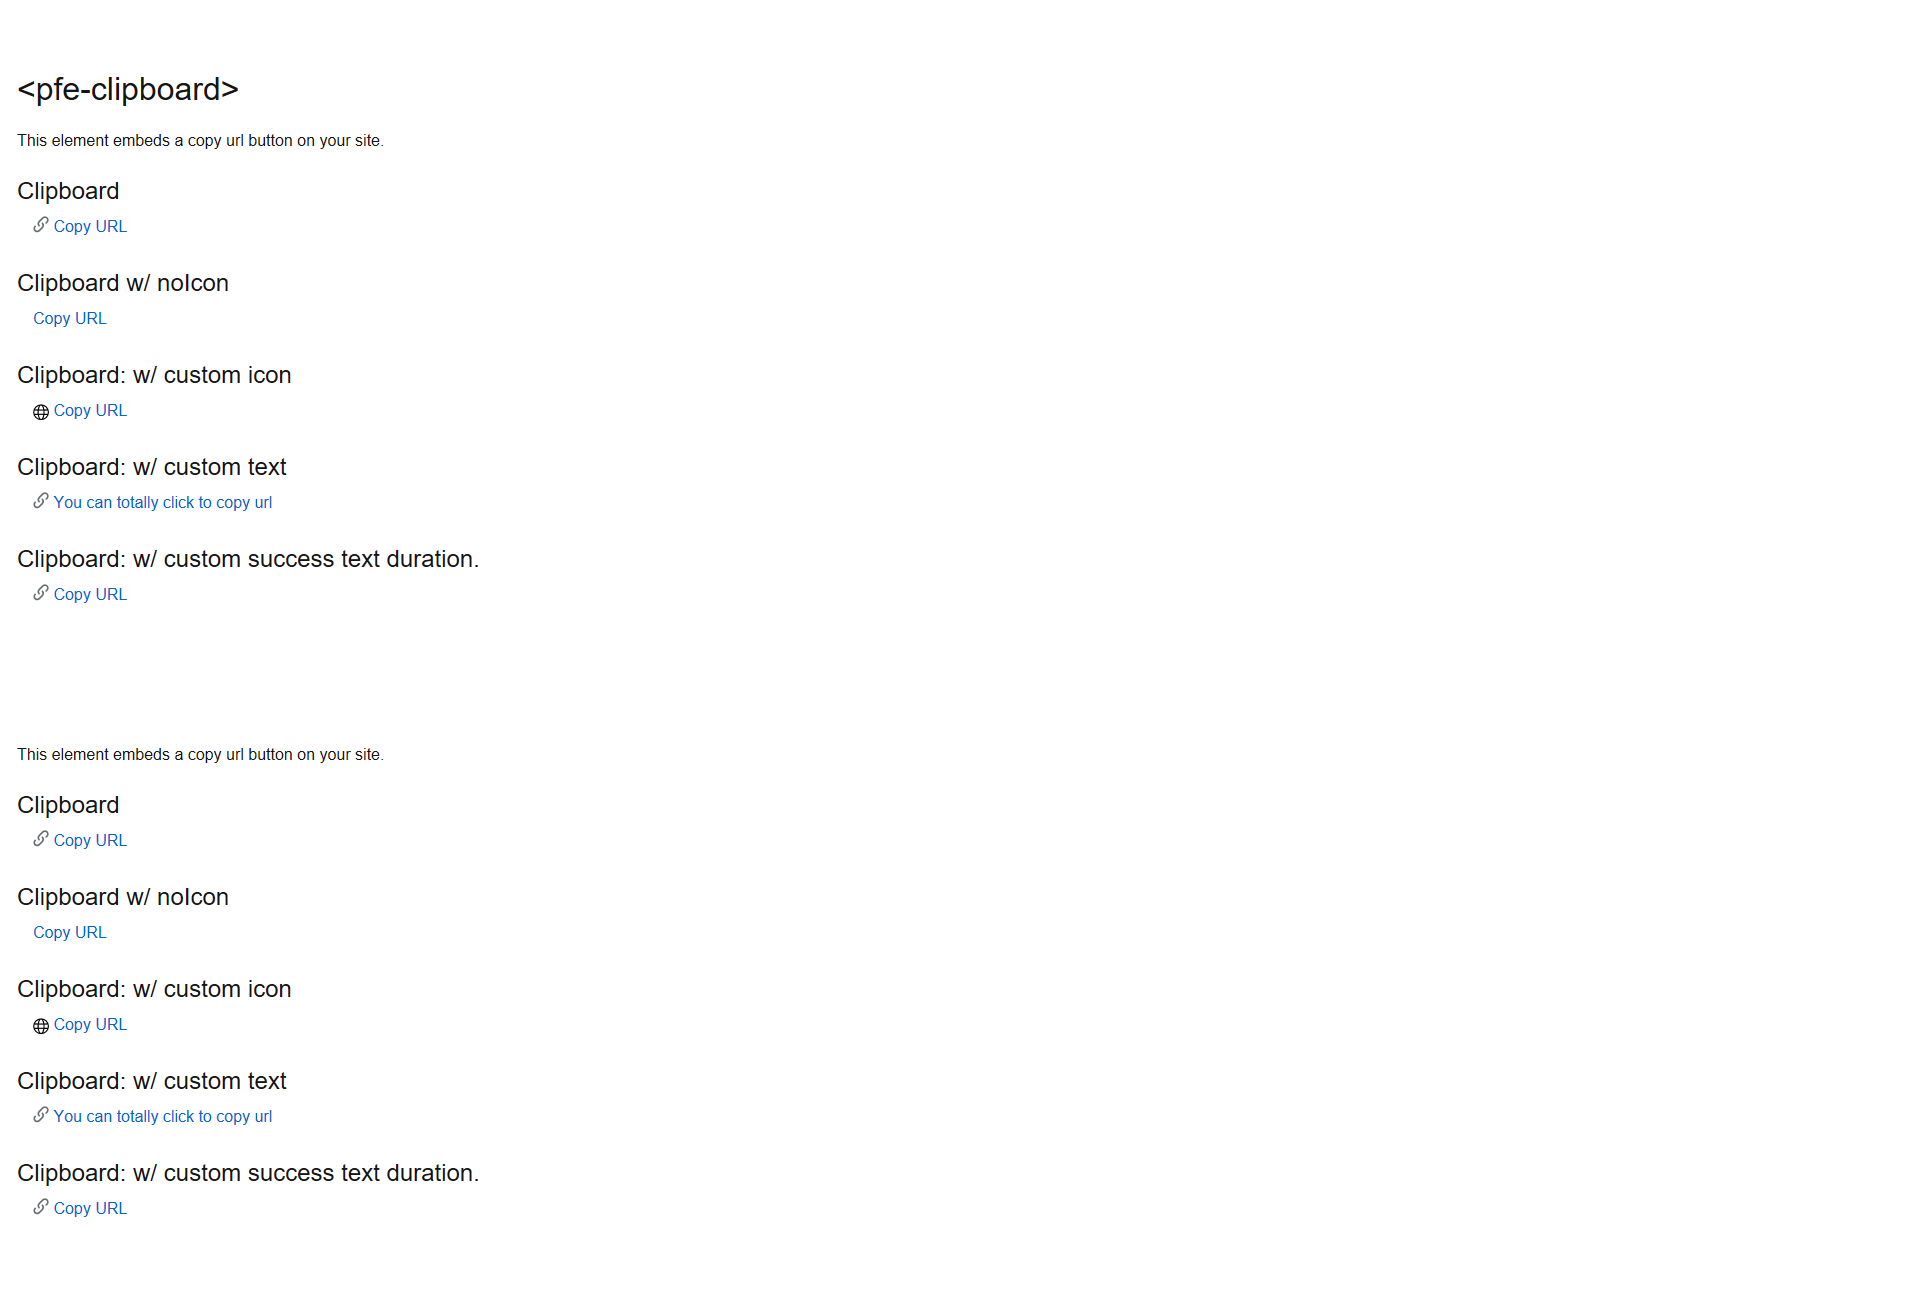 <pfe-clipboard>
This element embeds a copy url button on your site.
Clipboard
Copy URL
Clipboard w/ noIcon
Copy URL
Clipboard: w/ custom icon
Copy URL
Clipboard: w/ custom text
You can totally click to copy url
Clipboard: w/ custom success text duration.
Copy URL
This element embeds a copy url button on your site.
Clipboard
Copy URL
Clipboard w/ noIcon
Copy URL
Clipboard: w/ custom icon
Copy URL
Clipboard: w/ custom text
You can totally click to copy url
Clipboard: w/ custom success text duration.
Copy URL